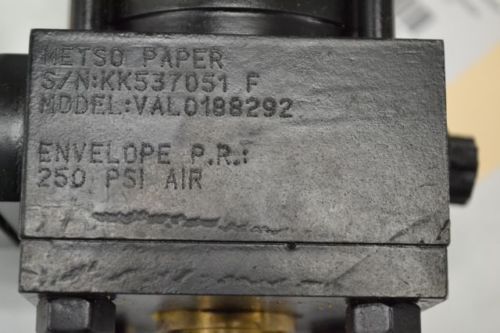 METSO PAPER
S/N:KK537051 F
MODEL:VAL0188292
ENVELOPE P.R.:
250 PSI AIR